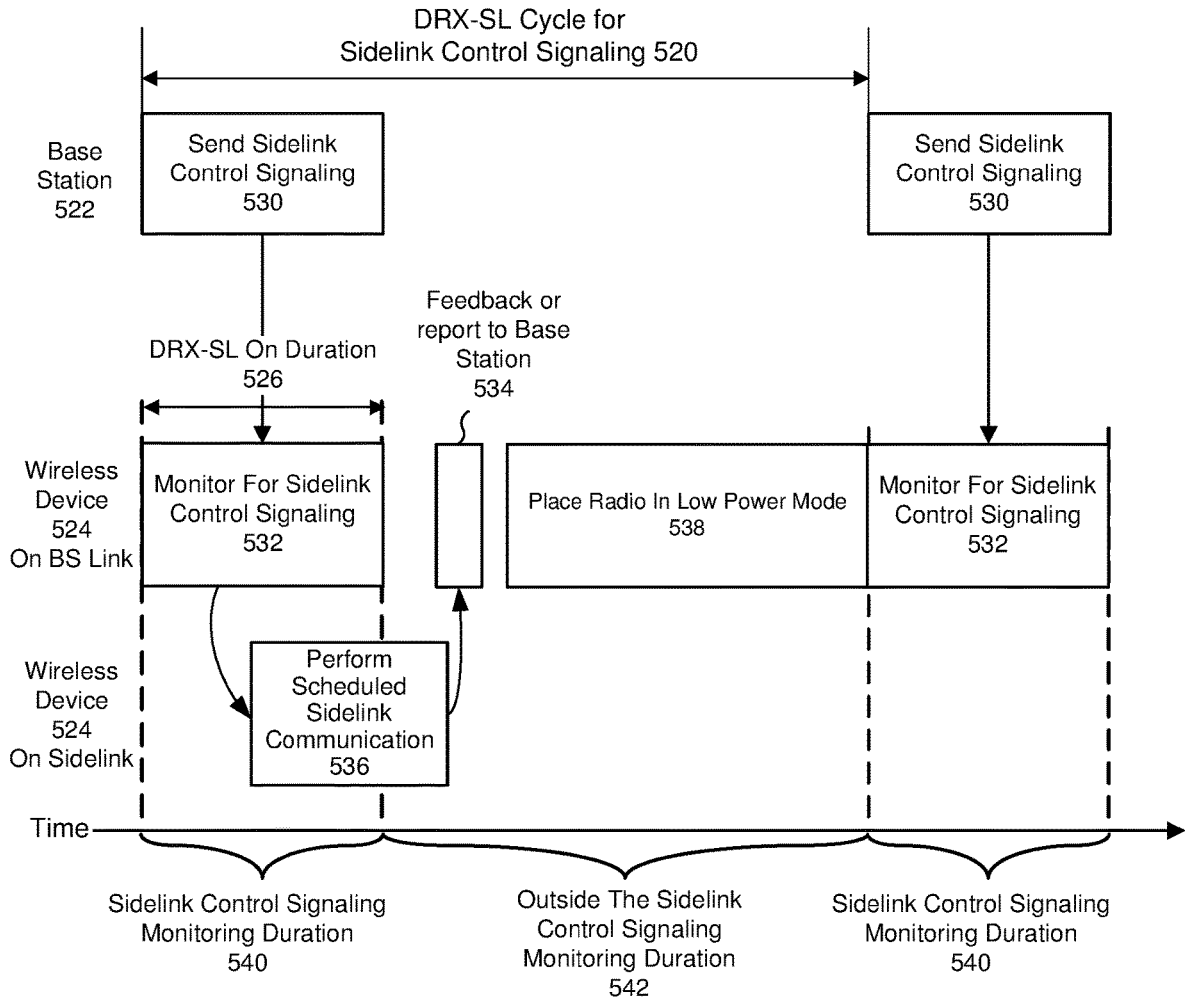 DRX-SL Cycle for
Sidelink Control Signaling 520
Base
Station
522
Send Sidelink
Control Signaling
530
Send Sidelink
Control Signaling
530
Feedback or
report to Base
Station
534
DRX-SL On Duration
526
Wireless
Device
524
On BS Link
Monitor For Sidelink
Control Signaling
532
Place Radio In Low Power Mode
538
Monitor For Sidelink
Control Signaling
532
Wireless
Device
524
On Sidelink
Perform
Scheduled
Sidelink
Communication
536
Time
Sidelink Control Signaling
Monitoring Duration
540
Outside The Sidelink
Control Signaling
Monitoring Duration
542
Sidelink Control Signaling
Monitoring Duration
540